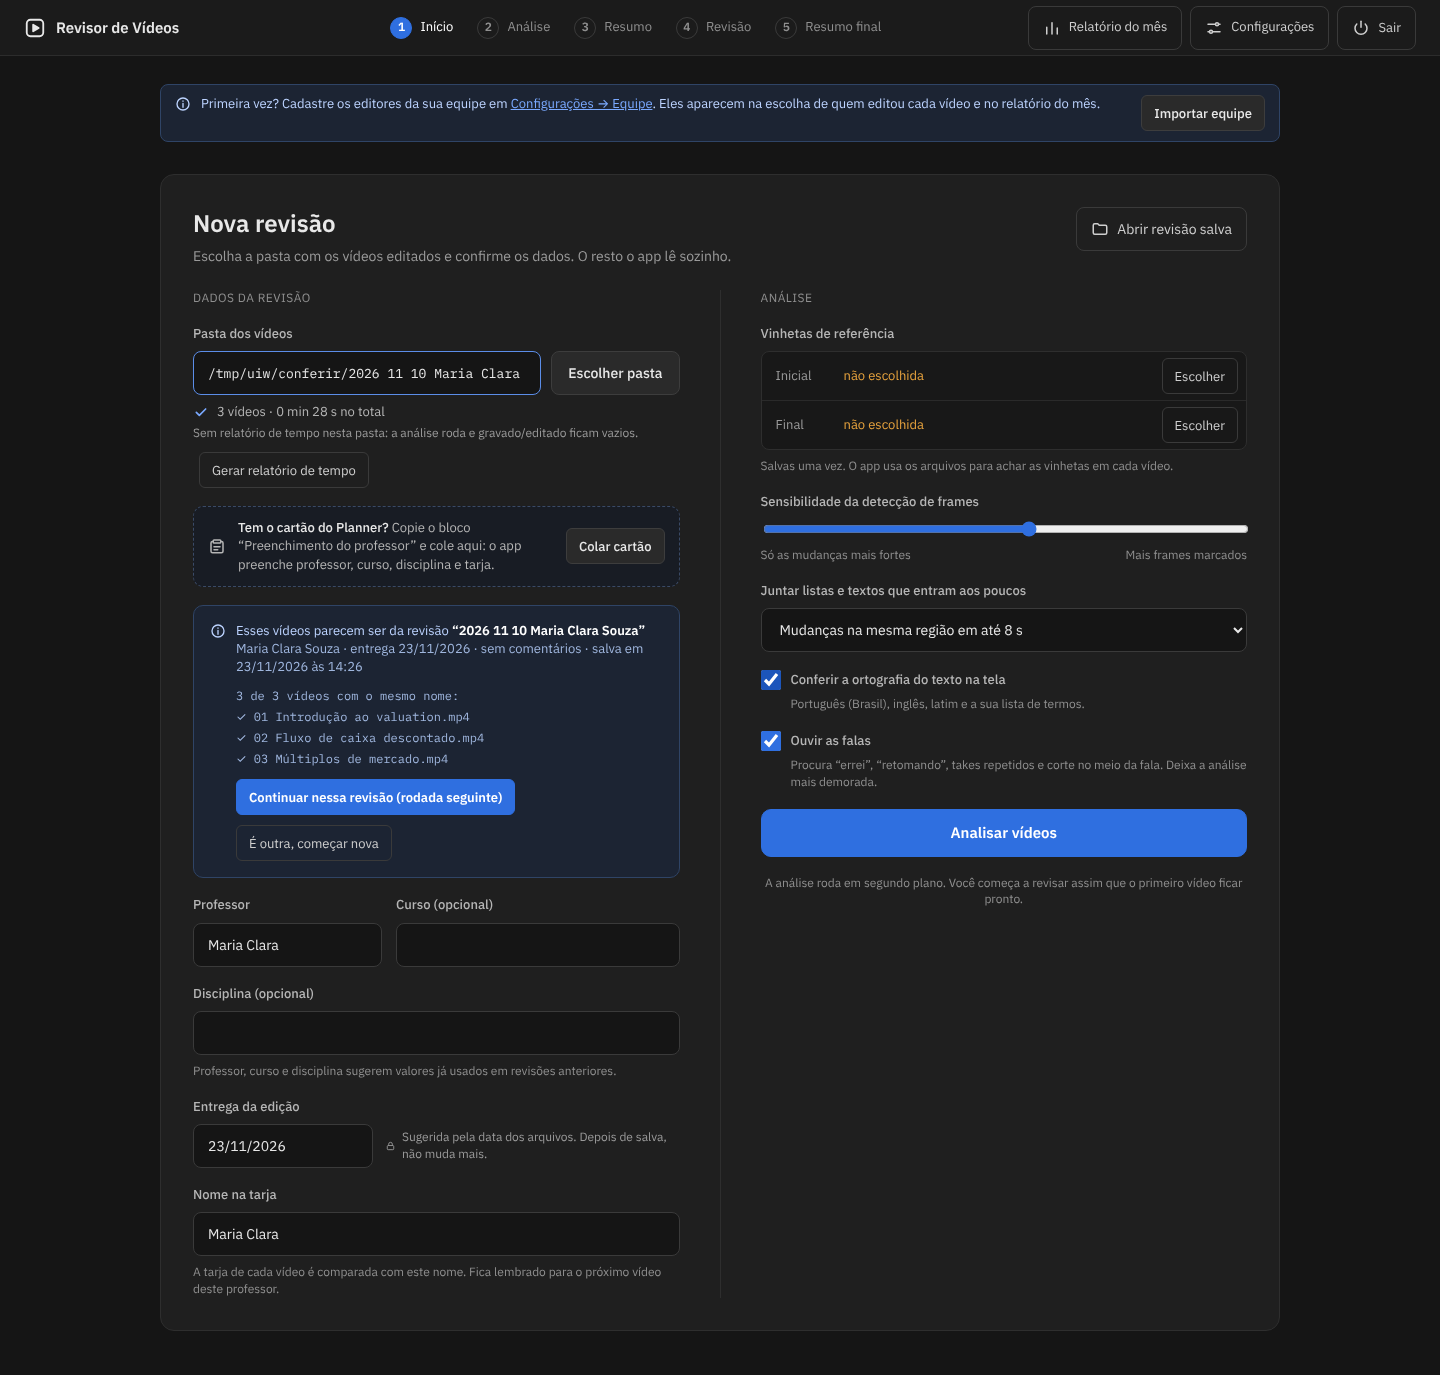 Revisor de Vídeos
1 Início
2 Análise
3 Resumo
4 Revisão
5 Resumo final
Relatório do mês
Configurações
Sair
Primeira vez? Cadastre os editores da sua equipe em Configurações → Equipe. Eles aparecem na escolha de quem editou cada vídeo e no relatório do mês.
Importar equipe
Nova revisão
Escolha a pasta com os vídeos editados e confirme os dados. O resto o app lê sozinho.
Abrir revisão salva
DADOS DA REVISÃO
Pasta dos vídeos
/tmp/uiw/conferir/2026 11 10 Maria Clara
Escolher pasta
3 vídeos · 0 min 28 s no total
Sem relatório de tempo nesta pasta: a análise roda e gravado/editado ficam vazios.
Gerar relatório de tempo
Tem o cartão do Planner? Copie o bloco
“Preenchimento do professor” e cole aqui: o app
preenche professor, curso, disciplina e tarja.
Colar cartão
Esses vídeos parecem ser da revisão “2026 11 10 Maria Clara Souza”
Maria Clara Souza · entrega 23/11/2026 · sem comentários · salva em
23/11/2026 às 14:26
3 de 3 vídeos com o mesmo nome:
✓ 01 Introdução ao valuation.mp4
✓ 02 Fluxo de caixa descontado.mp4
✓ 03 Múltiplos de mercado.mp4
Continuar nessa revisão (rodada seguinte)
É outra, começar nova
Professor
Maria Clara
Curso (opcional)
Disciplina (opcional)
Professor, curso e disciplina sugerem valores já usados em revisões anteriores.
Entrega da edição
23/11/2026
Sugerida pela data dos arquivos. Depois de salva,
não muda mais.
Nome na tarja
Maria Clara
A tarja de cada vídeo é comparada com este nome. Fica lembrado para o próximo vídeo
deste professor.
ANÁLISE
Vinhetas de referência
Inicial não escolhida
Escolher
Final não escolhida
Escolher
Salvas uma vez. O app usa os arquivos para achar as vinhetas em cada vídeo.
Sensibilidade da detecção de frames
Só as mudanças mais fortes
Mais frames marcados
Juntar listas e textos que entram aos poucos
Mudanças na mesma região em até 8 s
Conferir a ortografia do texto na tela
Português (Brasil), inglês, latim e a sua lista de termos.
Ouvir as falas
Procura “errei”, “retomando”, takes repetidos e corte no meio da fala. Deixa a análise
mais demorada.
Analisar vídeos
A análise roda em segundo plano. Você começa a revisar assim que o primeiro vídeo ficar
pronto.